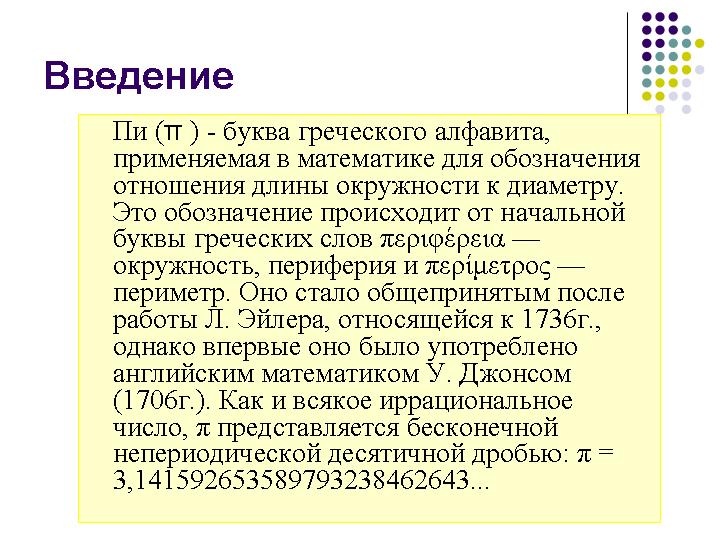 Введение
Пи (π ) - буква греческого алфавита,
применяемая в математике для обозначения
отношения длины окружности к диаметру.
Это обозначение происходит от начальной
буквы греческих слов περιφέρεια —
окружность, периферия и περίμετρος —
периметр. Оно стало общепринятым после
работы Л. Эйлера, относящейся к 1736г.,
однако впервые оно было употреблено
английским математиком У. Джонсом
(1706г.). Как и всякое иррациональное
число, π представляется бесконечной
непериодической десятичной дробью: π =
3,141592653589793238462643...